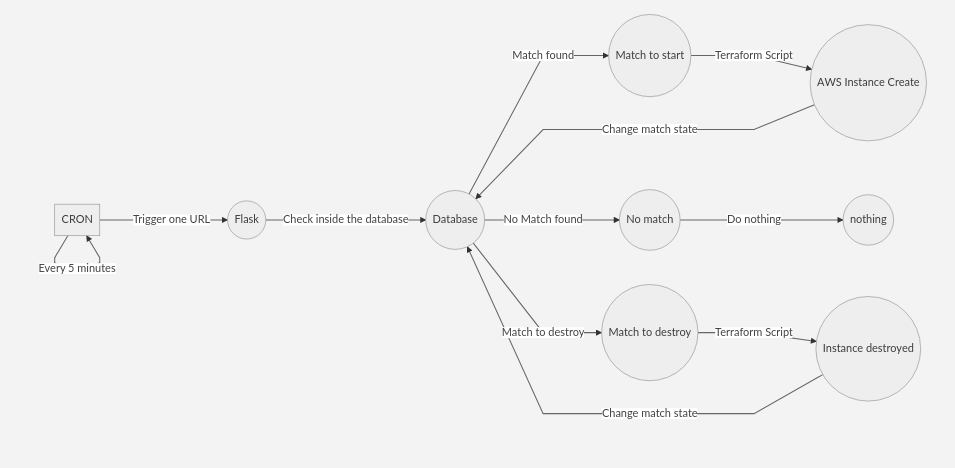 Match found
Match to start
Terraform Script
AWS Instance Create
Change match state
CRON
Trigger one URL
Flask
Check inside the database
Database
No Match found
No match
Do nothing
nothing
Every 5 minutes
Match to destroy
Match to destroy
Terraform Script
Instance destroyed
Change match state